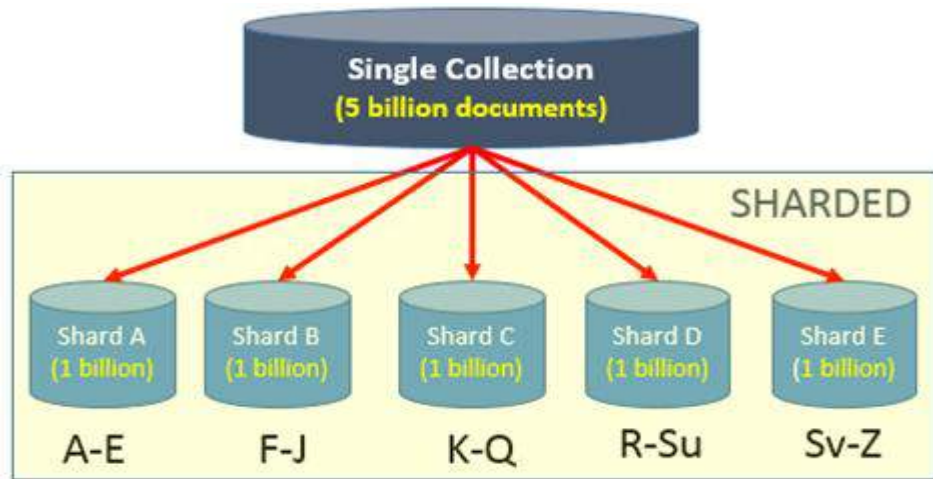 Single Collection
(5 billion documents)
SHARDED
Shard A
(1 billion)
Shard B
(1 billion)
Shard C
(1 billion)
Shard D
(1 billion)
Shard E
(1 billion)
A-E
F-J
K-Q
R-Su
Sv-Z